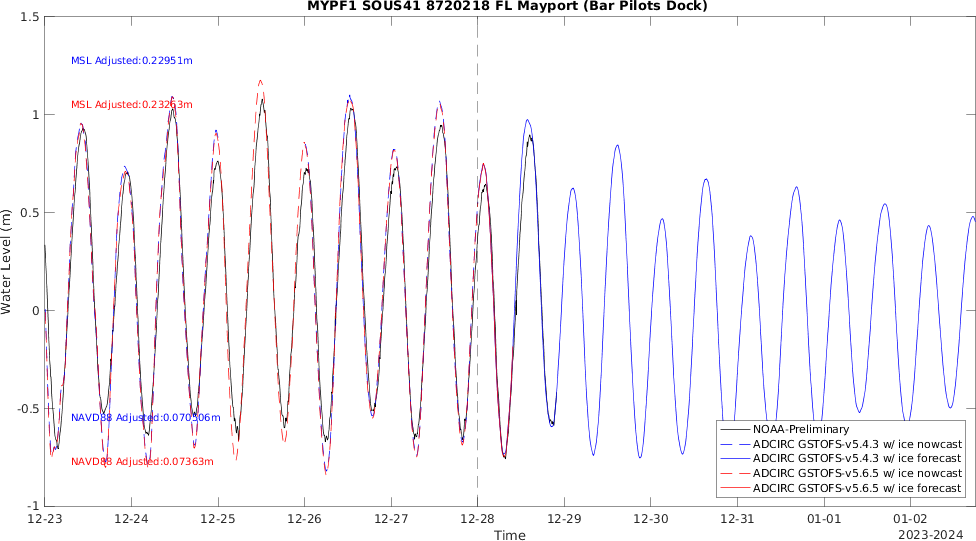 MYPF1 SOUS41 8720218 FL Mayport (Bar Pilots Dock)
1.5
MSL Adjusted:0.22951m
MSL Adjusted:0.23263m
1
0.5
0
-0.5
-1
Water Level (m)
NAVD88 Adjusted:0.070506m
NAVD88 Adjusted:0.07363m
NOAA-Preliminary
ADCIRC GSTOFS-v5.4.3 w/ ice nowcast
ADCIRC GSTOFS-v5.4.3 w/ ice forecast
ADCIRC GSTOFS-v5.6.5 w/ ice nowcast
ADCIRC GSTOFS-v5.6.5 w/ ice forecast
12-23 12-24 12-25 12-26 12-27 12-28 12-29 12-30 12-31 01-01 01-02
Time
2023-2024